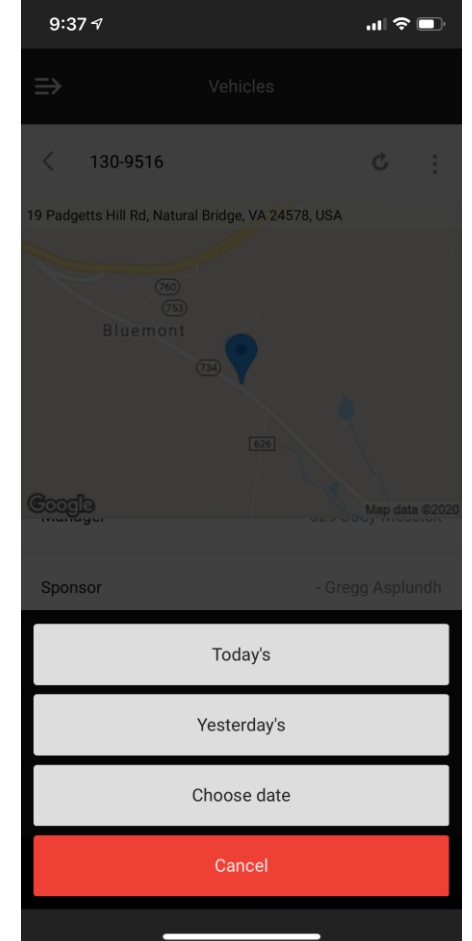 9:37
Vehicles
130-9516
19 Padgetts Hill Rd, Natural Bridge, VA 24578, USA
760
753
Bluemont
734
626
Google
Map data ©2020
Manager
Sponsor - Gregg Asplundh
Today's
Yesterday's
Choose date
Cancel